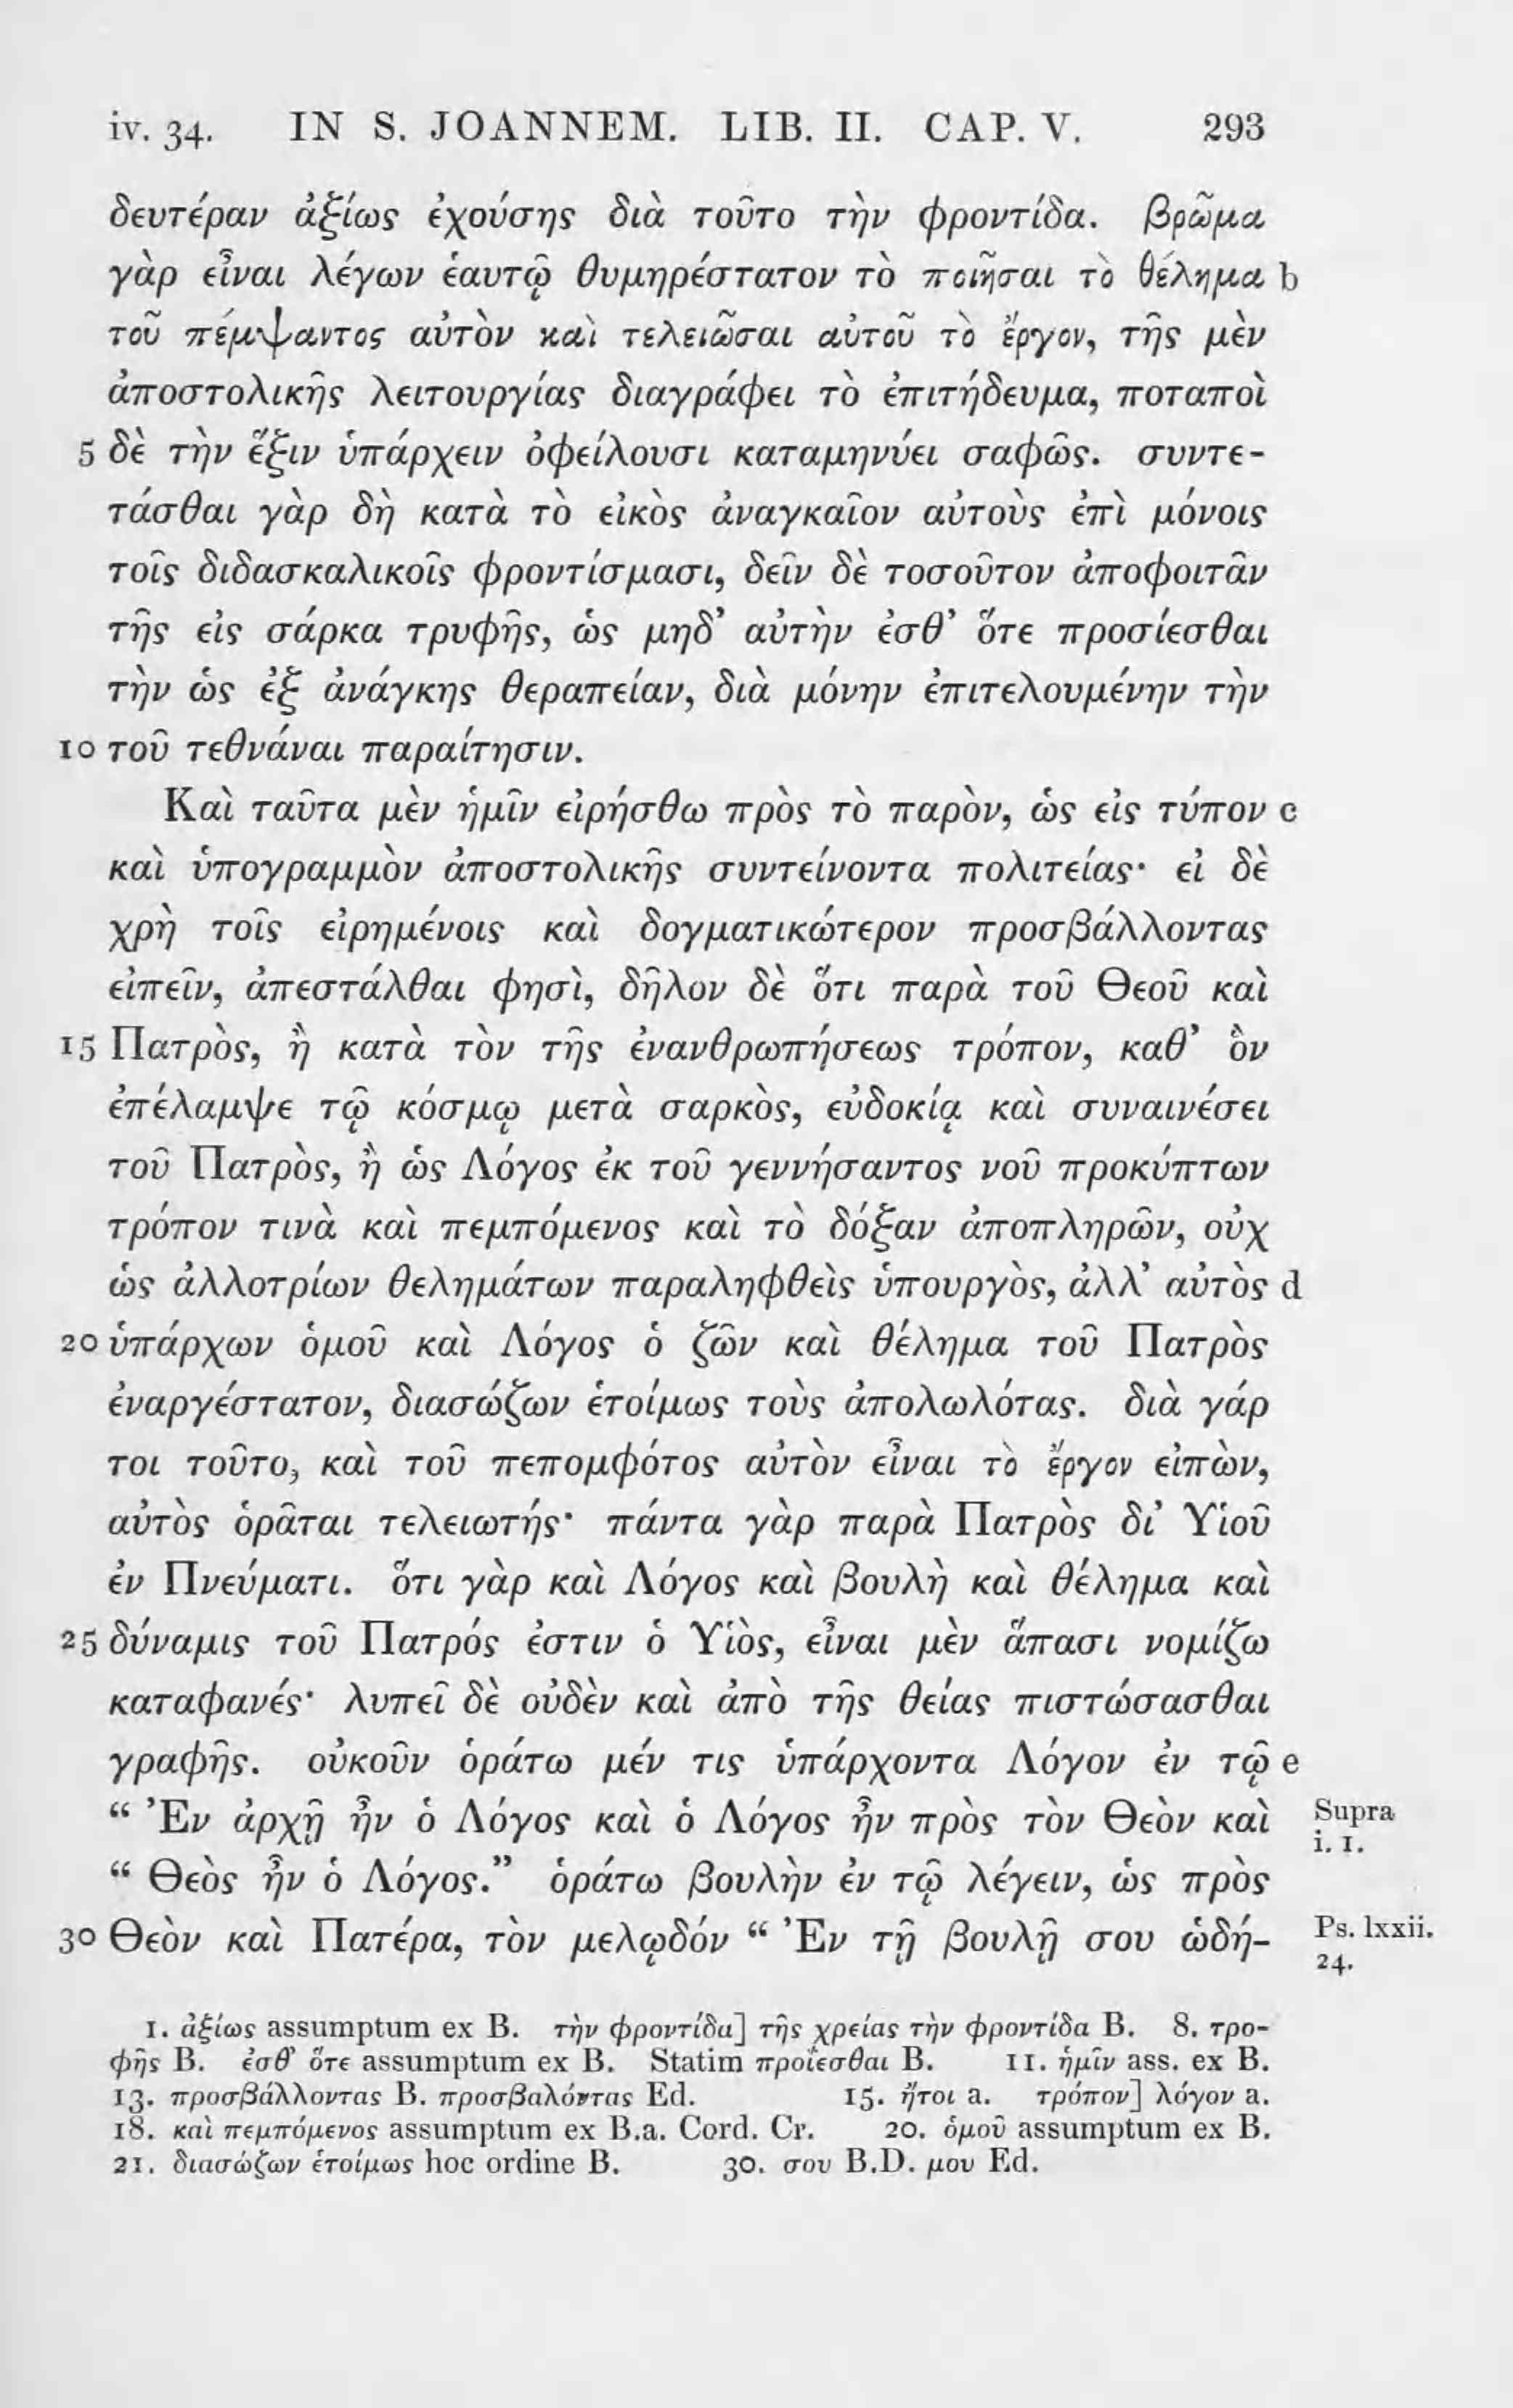 iv. 34. IN S. JOANNEM. LIB. II. CAP. V. 293
δευτέραν ἀξίως ἐχούσης διὰ τοῦτο τὴν φροντίδα. βρῶμα
γὰρ εἶναι λέγων ἑαυτῷ θυμηρέστατον τὸ ποιῆσαι τὸ θέλημα b
τοῦ πέμψαντος αὐτὸν καὶ τελειῶσαι αὐτοῦ τὸ ἔργον, τῆς μὲν
ἀποστολικῆς λειτουργίας διαγράφει τὸ ἐπιτήδευμα, ποταποὶ
5 δὲ τὴν ἕξιν ὑπάρχειν ὀφείλουσι καταμηνύει σαφῶς. συντε-
τάσθαι γὰρ δὴ κατὰ τὸ εἰκὸς ἀναγκαῖον αὐτοὺς ἐπὶ μόνοις
τοῖς διδασκαλικοῖς φροντίσμασι, δεῖν δὲ τοσοῦτον ἀποφοιτᾶν
τῆς εἰς σάρκα τρυφῆς, ὡς μηδ’ αὐτὴν ἐσθ’ ὅτε προσίεσθαι
τὴν ὡς ἐξ ἀνάγκης θεραπείαν, διὰ μόνην ἐπιτελουμένην τὴν
10 τοῦ τεθνάναι παραίτησιν.
Καὶ ταῦτα μὲν ἡμῖν εἰρήσθω πρὸς τὸ παρὸν, ὡς εἰς τύπον c
καὶ ὑπογραμμὸν ἀποστολικῆς συντείνοντα πολιτείας· εἰ δὲ
χρὴ τοῖς εἰρημένοις καὶ δογματικώτερον προσβάλλοντας
εἰπεῖν, ἀπεστάλθαι φησὶ, δῆλον δὲ ὅτι παρὰ τοῦ Θεοῦ καὶ
15 Πατρὸς, ἢ κατὰ τὸν τῆς ἐνανθρωπήσεως τρόπον, καθ’ ὃν
ἐπέλαμψε τῷ κόσμῳ μετὰ σαρκὸς, εὐδοκίᾳ καὶ συναινέσει
τοῦ Πατρὸς, ἢ ὡς Λόγος ἐκ τοῦ γεννήσαντος νοῦ προκύπτων
τρόπον τινὰ καὶ πεμπόμενος καὶ τὸ δόξαν ἀποπληρῶν, οὐχ
ὡς ἀλλοτρίων θελημάτων παραληφθεὶς ὑπουργὸς, ἀλλ’ αὐτὸς d
20 ὑπάρχων ὁμοῦ καὶ Λόγος ὁ ζῶν καὶ θέλημα τοῦ Πατρὸς
ἐναργέστατον, διασώζων ἑτοίμως τοὺς ἀπολωλότας. διὰ γάρ
τοι τοῦτο, καὶ τοῦ πεπομφότος αὐτὸν εἶναι τὸ ἔργον εἰπὼν,
αὐτὸς ὁρᾶται τελειωτής· πάντα γὰρ παρὰ Πατρὸς δι’ Υἱοῦ
ἐν Πνεύματι. ὅτι γὰρ καὶ Λόγος καὶ βουλὴ καὶ θέλημα καὶ
25 δύναμις τοῦ Πατρός ἐστιν ὁ Υἱὸς, εἶναι μὲν ἅπασι νομίζω
καταφανές· λυπεῖ δὲ οὐδὲν καὶ ἀπὸ τῆς θείας πιστώσασθαι
γραφῆς. οὐκοῦν ὁράτω μέν τις ὑπάρχοντα Λόγον ἐν τῷ e
“ Ἐν ἀρχῇ ἦν ὁ Λόγος καὶ ὁ Λόγος ἦν πρὸς τὸν Θεὸν καὶ Supra i. 1.
“ Θεὸς ἦν ὁ Λόγος.” ὁράτω βουλὴν ἐν τῷ λέγειν, ὡς πρὸς
30 Θεὸν καὶ Πατέρα, τὸν μελῳδόν “ Ἐν τῇ βουλῇ σου ὡδή- Ps. lxxii. 24.
1. ἀξίως assumptum ex B. τὴν φροντίδα] τῆς χρείας τὴν φροντίδα B. 8. τρο-
φῆς B. ἐσθ’ ὅτε assumptum ex B. Statim προΐεσθαι B. 11. ἡμῖν ass. ex B.
13. προσβάλλοντας B. προσβαλόντας Ed. 15. ἤτοι a. τρόπον] λόγον a.
18. καὶ πεμπόμενος assumptum ex B.a. Cord. Cr. 20. ὁμοῦ assumptum ex B.
21. διασώζων ἑτοίμως hoc ordine B. 30. σου B.D. μου Ed.